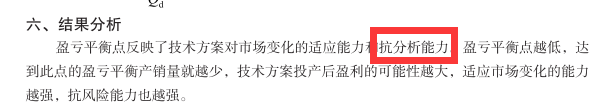 Qd
六、结果分析
盈亏平衡点反映了技术方案对市场变化的适应能力和抗分析能力，盈亏平衡点越低，达
到此点的盈亏平衡产销量就越少，技术方案投产后盈利的可能性越大，适应市场变化的能力
越强，抗风险能力也越强。